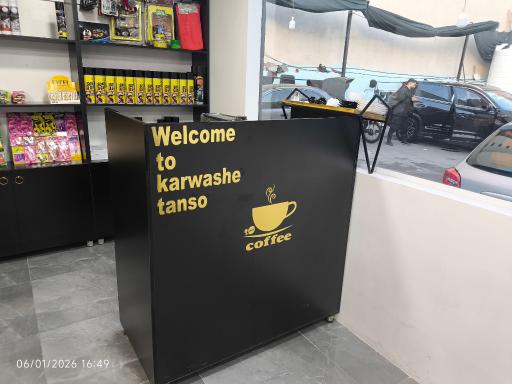 Welcome
to
karwashe
tanso
coffee
06/01/2026 16:49